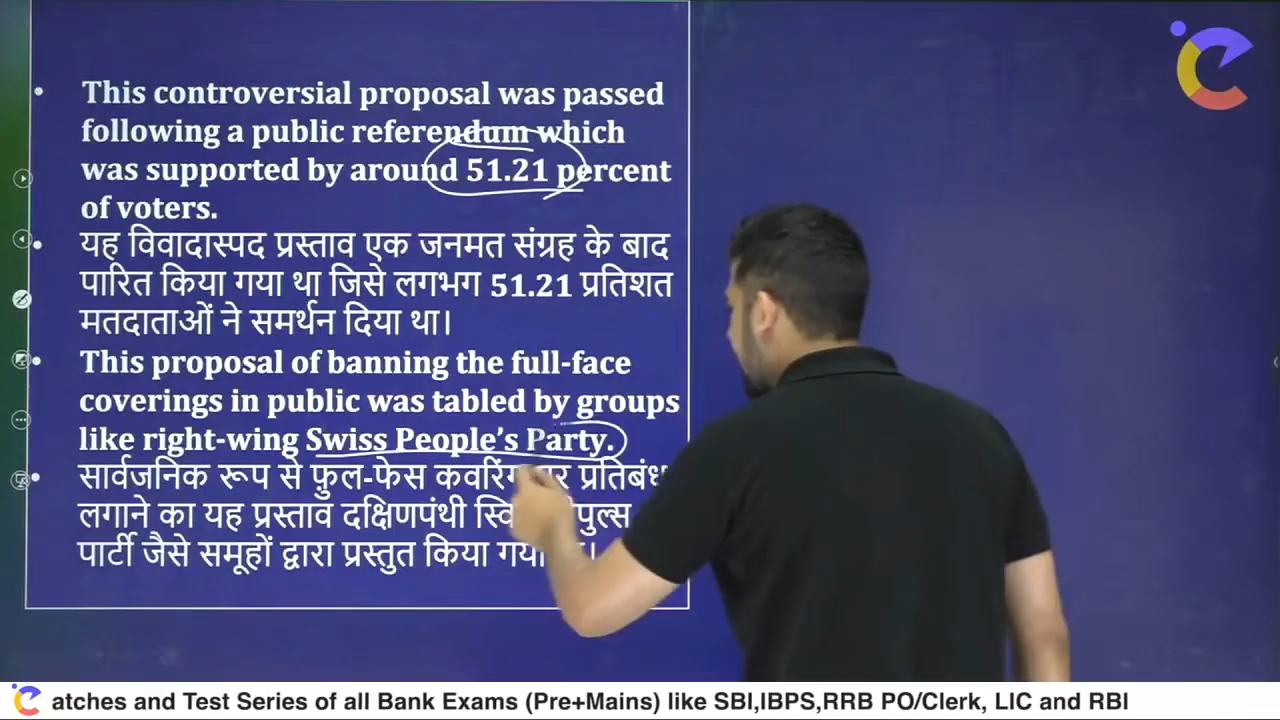 This controversial proposal was passed
following a public referendum which
was supported by around 51.21 percent
of voters.
यह विवादास्पद प्रस्ताव एक जनमत संग्रह के बाद
पारित किया गया था जिसे लगभग 51.21 प्रतिशत
मतदाताओं ने समर्थन दिया था।
This proposal of banning the full-face
coverings in public was tabled by groups
like right-wing Swiss People's Party.
सार्वजनिक रूप से फुल-फेस कवरिंग पर प्रतिबंध
लगाने का यह प्रस्ताव दक्षिणपंथी पीपुल्स
पार्टी जैसे समूहों द्वारा प्रस्तुत किया गया
atches and Test Series of all Bank Exams (Pre+Mains) like SBI,IBPS,RRB PO/Clerk, LIC and RBI